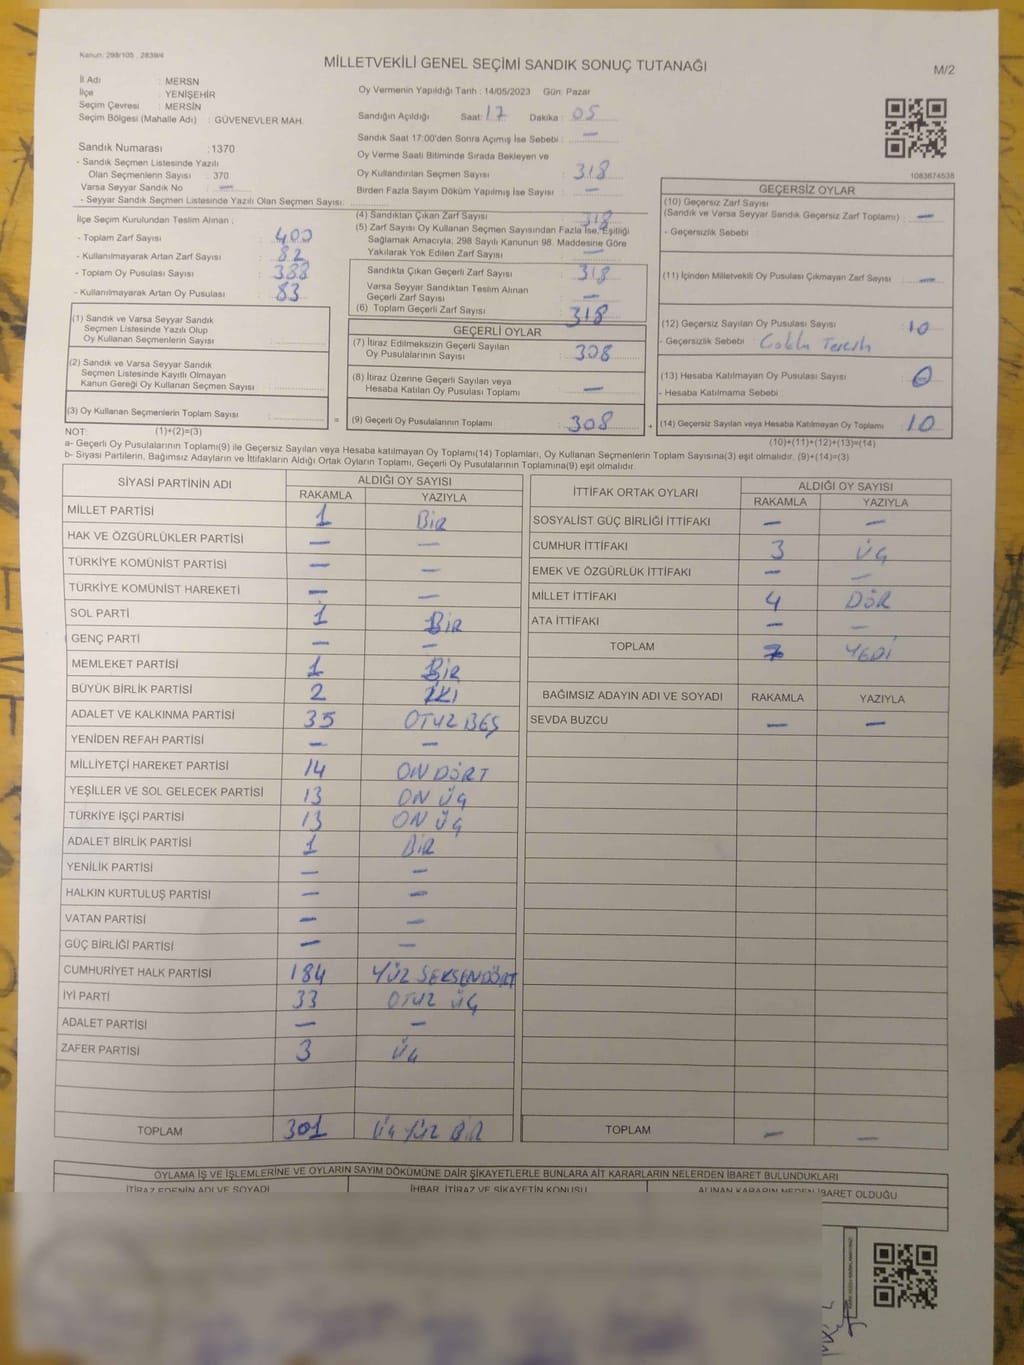 Kanun: 298/105 , 2839/4
MİLLETVEKİLİ GENEL SEÇİMİ SANDIK SONUÇ TUTANAĞI
M/2
İl Adı : MERSN
İlçe : YENİŞEHİR
Seçim Çevresi : MERSİN
Seçim Bölgesi (Mahalle Adı) : GÜVENEVLER MAH.
Sandık Numarası :1370
- Sandık Seçmen Listesinde Yazılı
Olan Seçmenlerin Sayısı : 370
Varsa Seyyar Sandık No : —
- Seyyar Sandık Seçmen Listesinde Yazılı Olan Seçmen Sayısı:
İlçe Seçim Kurulundan Teslim Alınan ;
- Toplam Zarf Sayısı : 400
- Kullanılmayarak Artan Zarf Sayısı : 82
- Toplam Oy Pusulası Sayısı : 388
- Kullanılmayarak Artan Oy Pusulası : 83
(1) Sandık ve Varsa Seyyar Sandık
Seçmen Listesinde Yazılı Olup
Oy Kullanan Seçmenlerin Sayısı :
(2) Sandık ve Varsa Seyyar Sandık
Seçmen Listesinde Kayıtlı Olmayan
Kanun Gereği Oy Kullanan Seçmen Sayısı :
(3) Oy Kullanan Seçmenlerin Toplam Sayısı :
Oy Vermenin Yapıldığı Tarih : 14/05/2023 Gün: Pazar
Sandığın Açıldığı Saat: 17 Dakika : 05
Sandık Saat 17:00'den Sonra Açımış İse Sebebi : —
Oy Verme Saati Bitiminde Sırada Bekleyen ve
Oy Kullandırılan Seçmen Sayısı : 318
Birden Fazla Sayım Döküm Yapılmış İse Sayısı : —
(4) Sandıktan Çıkan Zarf Sayısı : 318
(5) Zarf Sayısı Oy Kullanan Seçmen Sayısından Fazla İse, Eşitliği
Sağlamak Amacıyla, 298 Sayılı Kanunun 98. Maddesine Göre
Yakılarak Yok Edilen Zarf Sayısı : —
Sandıkta Çıkan Geçerli Zarf Sayısı : 318
Varsa Seyyar Sandıktan Teslim Alınan
Geçerli Zarf Sayısı : —
(6) Toplam Geçerli Zarf Sayısı : 318
GEÇERLİ OYLAR
(7) İtiraz Edilmeksizin Geçerli Sayılan
Oy Pusulalarının Sayısı : 308
(8) İtiraz Üzerine Geçerli Sayılan veya
Hesaba Katılan Oy Pusulası Toplamı : —
= (9) Geçerli Oy Pusulalarının Toplamı : 308 +
1083674538
GEÇERSİZ OYLAR
(10) Geçersiz Zarf Sayısı
(Sandık ve Varsa Seyyar Sandık Geçersiz Zarf Toplamı) : —
- Geçersizlik Sebebi :
(11) İçinden Milletvekili Oy Pusulası Çıkmayan Zarf Sayısı : —
(12) Geçersiz Sayılan Oy Pusulası Sayısı : 10
- Geçersizlik Sebebi :
(13) Hesaba Katılmayan Oy Pusulası Sayısı : 0
- Hesaba Katılmama Sebebi :
(14) Geçersiz Sayılan veya Hesaba Katılmayan Oy Toplamı : 10
NOT: (1)+(2)=(3)
(10)+(11)+(12)+(13)=(14)
a- Geçerli Oy Pusulalarının Toplamı(9) ile Geçersiz Sayılan veya Hesaba katılmayan Oy Toplamı(14) Toplamları, Oy Kullanan Seçmenlerin Toplam Sayısına(3) eşit olmalıdır. (9)+(14)=(3)
b- Siyasi Partilerin, Bağımsız Adayların ve İttifakların Aldığı Ortak Oyların Toplamı, Geçerli Oy Pusulalarının Toplamına(9) eşit olmalıdır.
SİYASİ PARTİNİN ADI ALDIĞI OY SAYISI
RAKAMLA YAZIYLA
MİLLET PARTİSİ 1 BİR
HAK VE ÖZGÜRLÜKLER PARTİSİ — —
TÜRKİYE KOMÜNİST PARTİSİ — —
TÜRKİYE KOMÜNİST HAREKETİ — —
SOL PARTİ 1 BİR
GENÇ PARTİ — —
MEMLEKET PARTİSİ 1 BİR
BÜYÜK BİRLİK PARTİSİ 2 İKİ
ADALET VE KALKINMA PARTİSİ 35 OTUZ BEŞ
YENİDEN REFAH PARTİSİ — —
MİLLİYETÇİ HAREKET PARTİSİ 14 ON DÖRT
YEŞİLLER VE SOL GELECEK PARTİSİ 13 ON ÜÇ
TÜRKİYE İŞÇİ PARTİSİ 13 ON ÜÇ
ADALET BİRLİK PARTİSİ 1 BİR
YENİLİK PARTİSİ — —
HALKIN KURTULUŞ PARTİSİ — —
VATAN PARTİSİ — —
GÜÇ BİRLİĞİ PARTİSİ — —
CUMHURİYET HALK PARTİSİ 184 YÜZ SEKSENDÖRT
İYİ PARTİ 33 OTUZ ÜÇ
ADALET PARTİSİ — —
ZAFER PARTİSİ 3 ÜÇ
TOPLAM 301 ÜÇ YÜZ BİR
İTTİFAK ORTAK OYLARI ALDIĞI OY SAYISI
RAKAMLA YAZIYLA
SOSYALİST GÜÇ BİRLİĞİ İTTİFAKI — —
CUMHUR İTTİFAKI 3 ÜÇ
EMEK VE ÖZGÜRLÜK İTTİFAKI — —
MİLLET İTTİFAKI 4 DÖR
ATA İTTİFAKI — —
TOPLAM 7 YEDİ
BAĞIMSIZ ADAYIN ADI VE SOYADI RAKAMLA YAZIYLA
SEVDA BUZCU — —
TOPLAM — —
OYLAMA İŞ VE İŞLEMLERİNE VE OYLARIN SAYIM DÖKÜMÜNE DAİR ŞİKAYETLERLE BUNLARA AİT KARARLARIN NELERDEN İBARET BULUNDUKLARI
İTİRAZ EDENİN ADI VE SOYADI İHBAR, İTİRAZ VE ŞİKAYETİN KONUSU ALINAN KARARIN NEDEN İBARET OLDUĞU